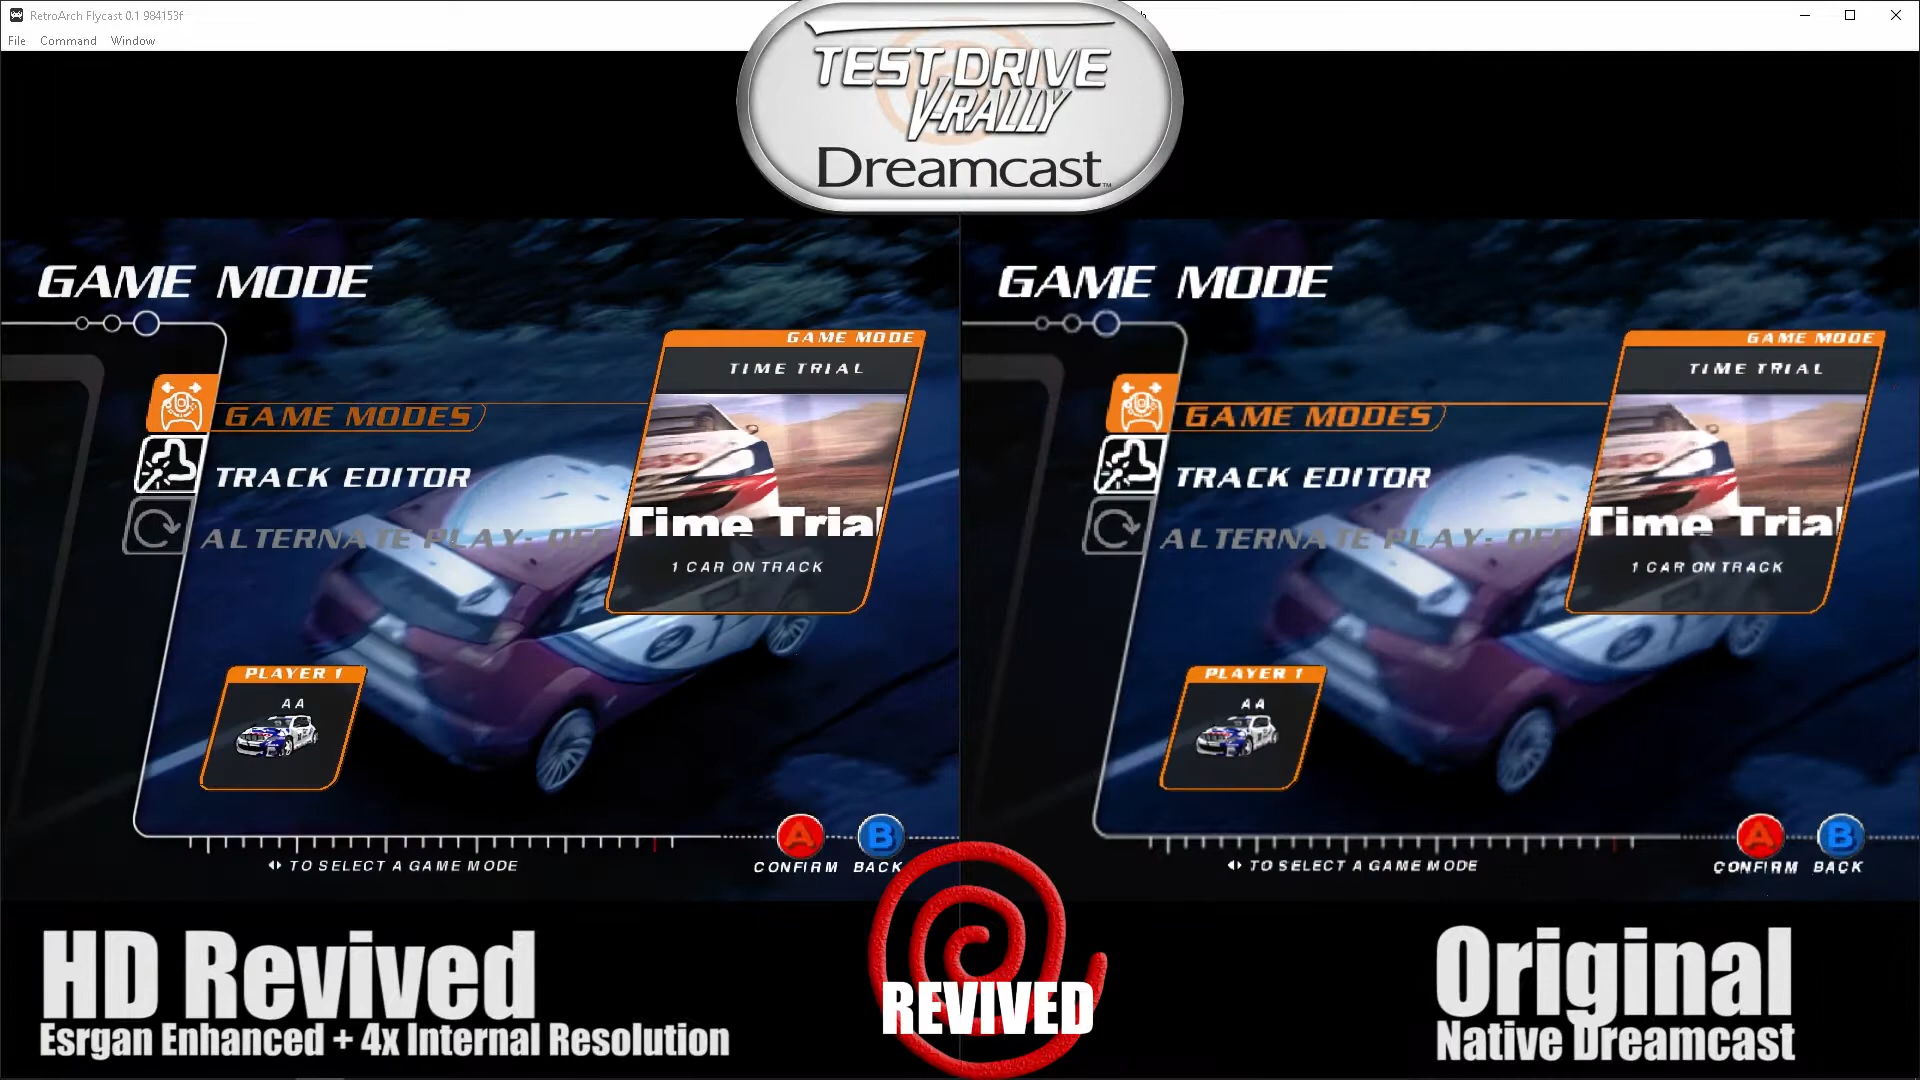 RetroArch Flycast 0.1 984153f
File Command Window
TEST DRIVE
V-RALLY
Dreamcast™
GAME MODE
GAME MODE
TIME TRIAL
GAME MODES
TRACK EDITOR
ALTERNATE PLAY: OFF
Time Trial
1 CAR ON TRACK
PLAYER 1
AA
TO SELECT A GAME MODE
A
B
CONFIRM BACK
GAME MODE
GAME MODE
TIME TRIAL
GAME MODES
TRACK EDITOR
ALTERNATE PLAY: OFF
Time Trial
1 CAR ON TRACK
PLAYER 1
AA
TO SELECT A GAME MODE
A
B
CONFIRM BACK
HD Revived
Esrgan Enhanced + 4x Internal Resolution
REVIVED
Original
Native Dreamcast